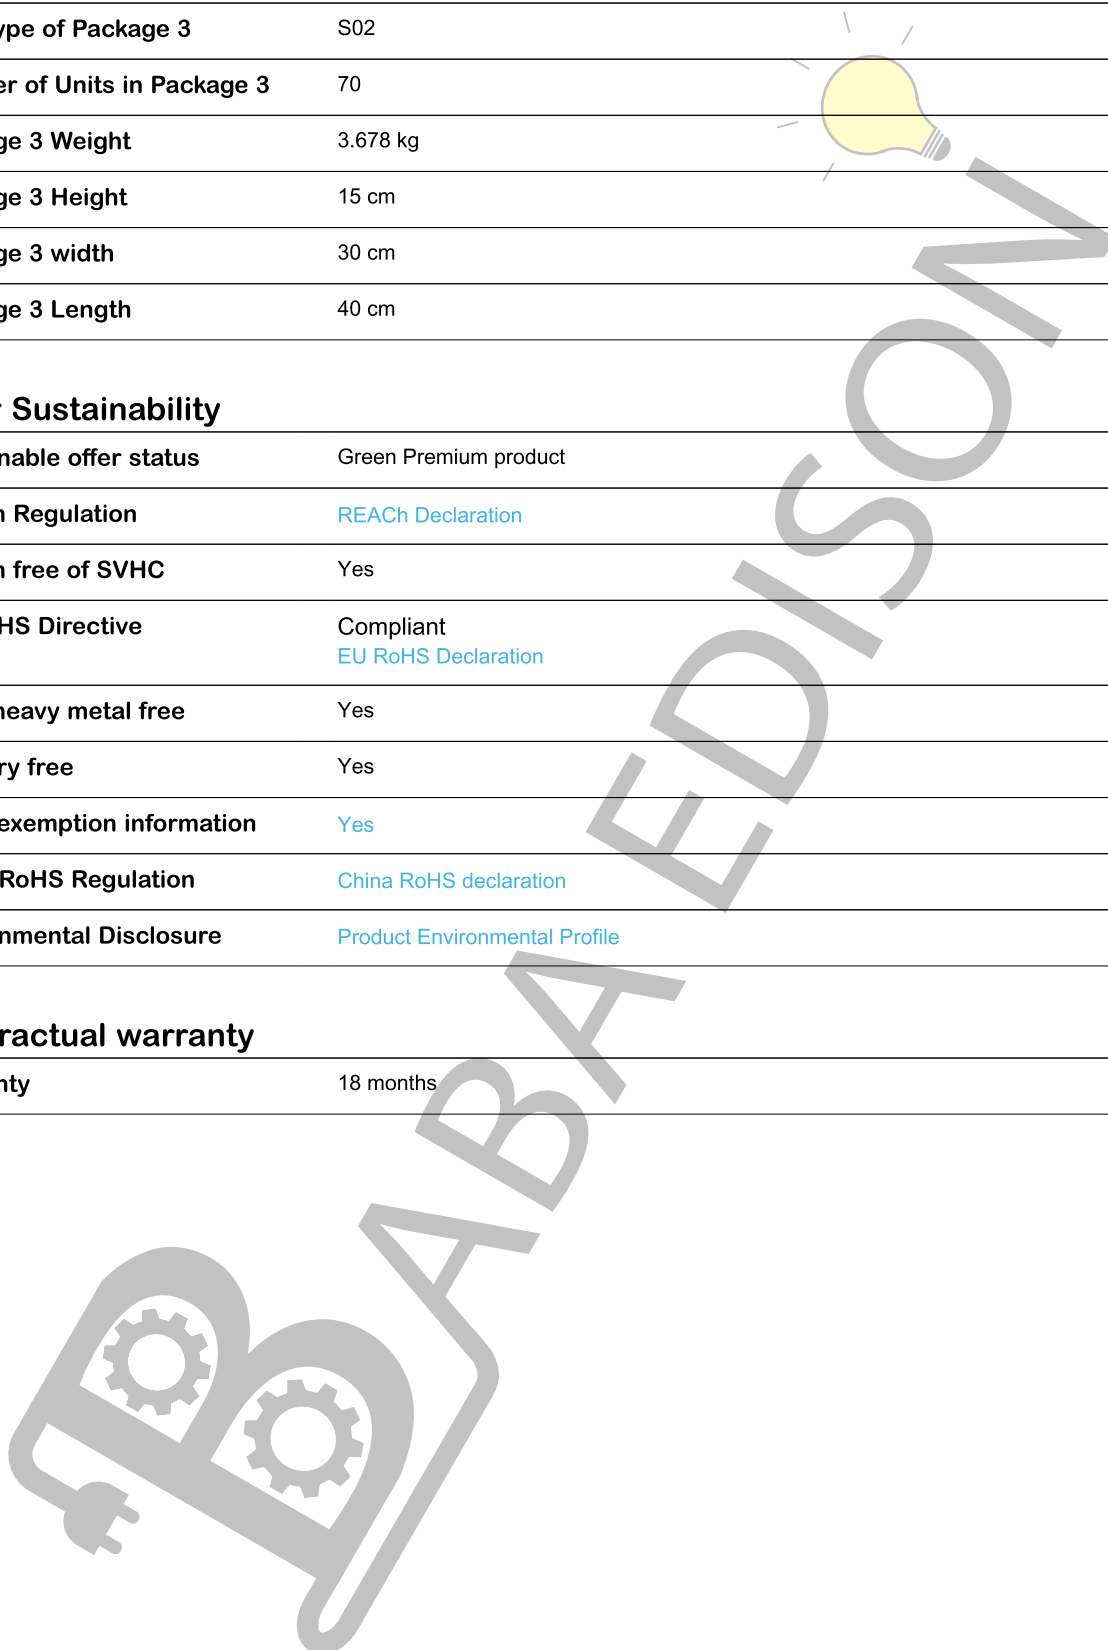 ype of Package 3 S02
er of Units in Package 3 70
ge 3 Weight 3.678 kg
ge 3 Height 15 cm
ge 3 width 30 cm
ge 3 Length 40 cm
r Sustainability
nable offer status Green Premium product
n Regulation REACh Declaration
n free of SVHC Yes
HS Directive Compliant
EU RoHS Declaration
heavy metal free Yes
ry free Yes
exemption information Yes
RoHS Regulation China RoHS declaration
nmental Disclosure Product Environmental Profile
ractual warranty
nty 18 months
BABA EDISON